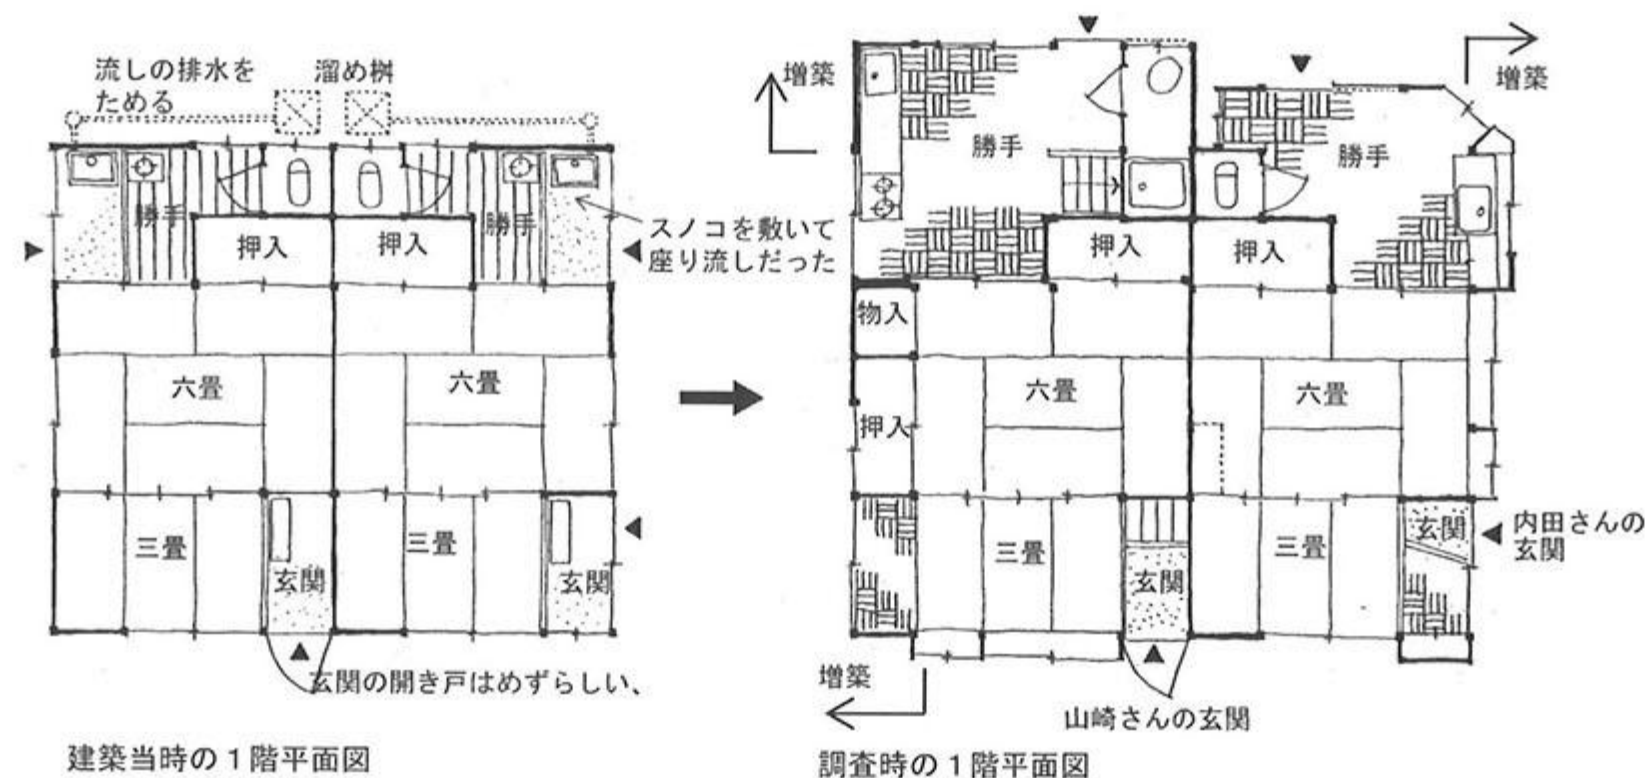 流しの排水を
ためる
溜め桝
勝手
押入
押入
勝手
スノコを敷いて
座り流しだった
六畳
六畳
三畳
玄関
三畳
玄関
玄関の開き戸はめずらしい、
建築当時の1階平面図
増築
増築
勝手
勝手
押入
押入
物入
押入
六畳
六畳
三畳
玄関
三畳
玄関
内田さんの
玄関
増築
山崎さんの玄関
調査時の1階平面図